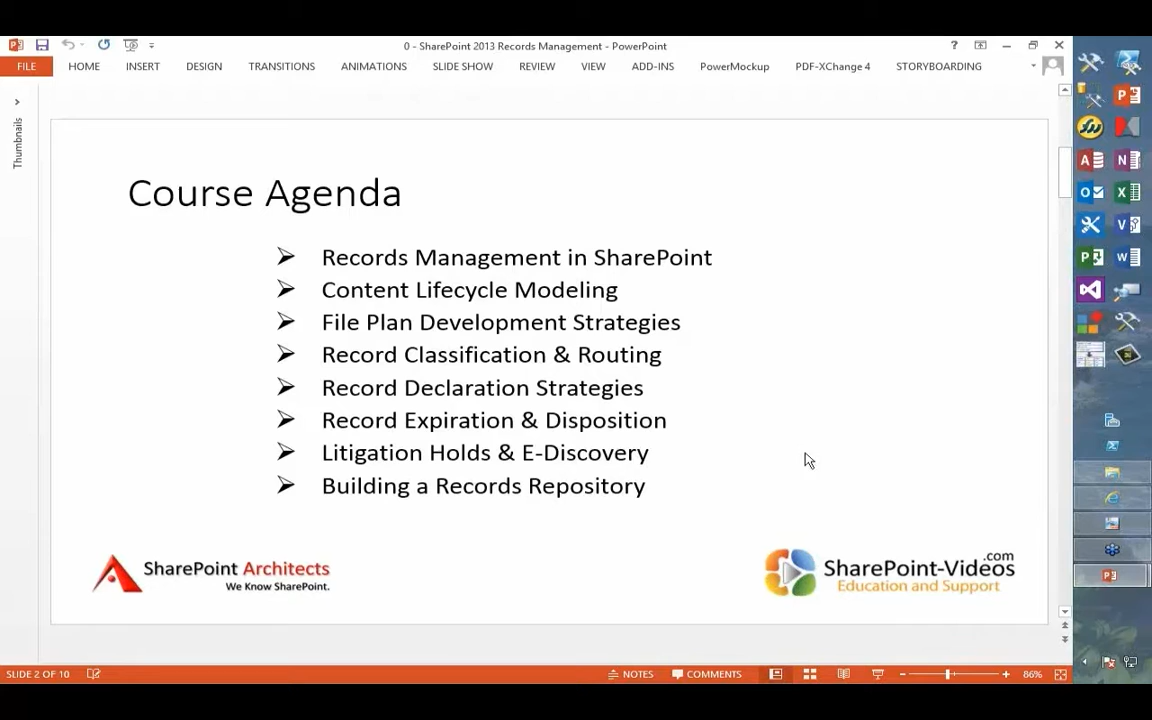 0 - SharePoint 2013 Records Management - PowerPoint
FILE HOME INSERT DESIGN TRANSITIONS ANIMATIONS SLIDE SHOW REVIEW VIEW ADD-INS PowerMockup PDF-XChange 4 STORYBOARDING
Thumbnails
Course Agenda
Records Management in SharePoint
Content Lifecycle Modeling
File Plan Development Strategies
Record Classification & Routing
Record Declaration Strategies
Record Expiration & Disposition
Litigation Holds & E-Discovery
Building a Records Repository
SharePoint Architects
We Know SharePoint.
.com
SharePoint-Videos
Education and Support
SLIDE 2 OF 10 NOTES COMMENTS 86%